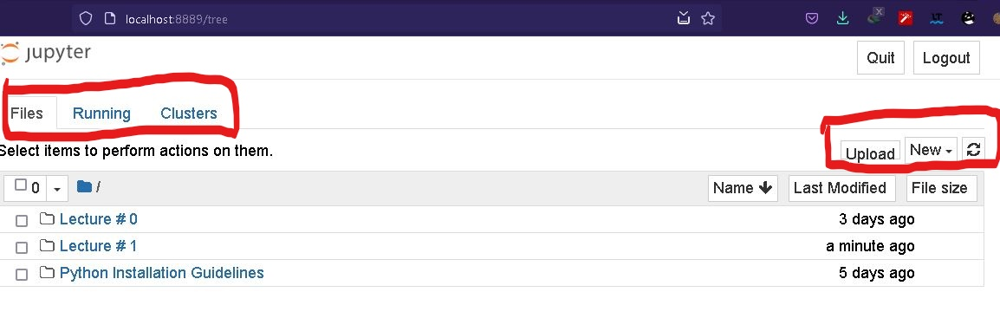 localhost:8889/tree
jupyter
Quit Logout
Files Running Clusters
Select items to perform actions on them.
Upload New
0 /
Name Last Modified File size
Lecture # 0 3 days ago
Lecture # 1 a minute ago
Python Installation Guidelines 5 days ago